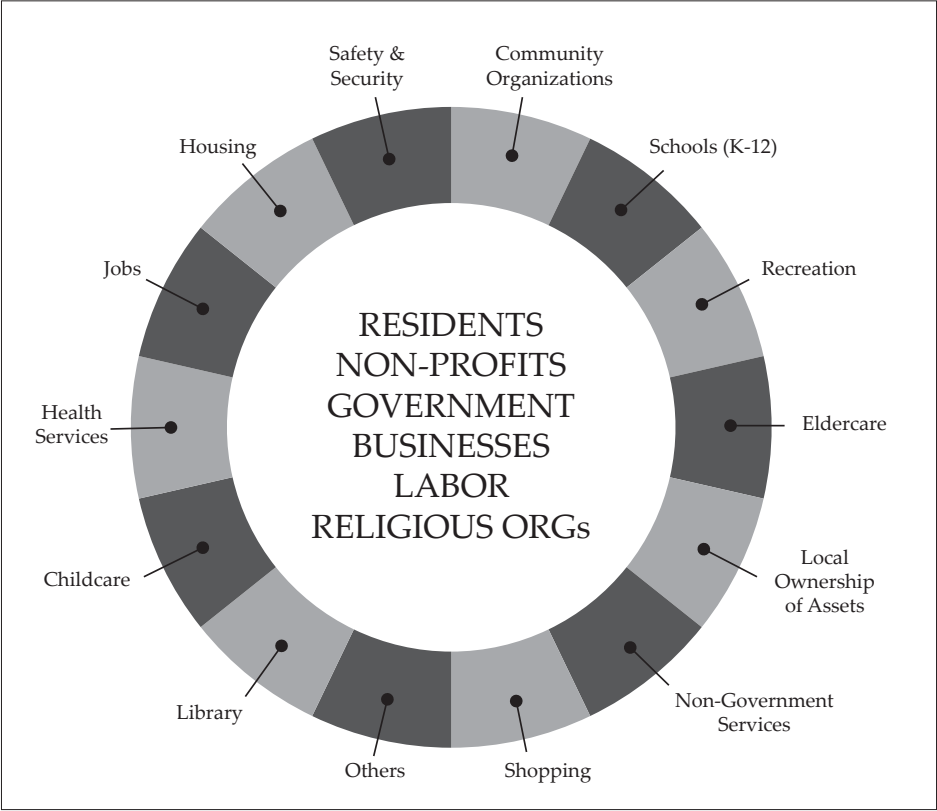 Safety &
Security
Community
Organizations
Housing
Schools (K-12)
Jobs
Recreation
Health
Services
Eldercare
RESIDENTS
NON-PROFITS
GOVERNMENT
BUSINESSES
LABOR
RELIGIOUS ORGs
Childcare
Local
Ownership
of Assets
Library
Non-Government
Services
Others
Shopping